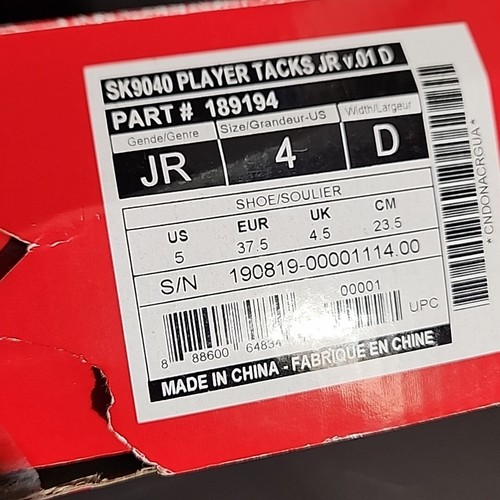 SK9040 PLAYER TACKS JR v.01 D
PART # 189194
Gende/Genre Size/Grandeur-US Width/Largeur
JR 4 D
SHOE/SOULIER
US EUR UK CM
5 37.5 4.5 23.5
S/N 190819-00001114.00
00001
8 88600 64834 UPC
MADE IN CHINA - FABRIQUE EN CHINE
*CNDONACRGUA*